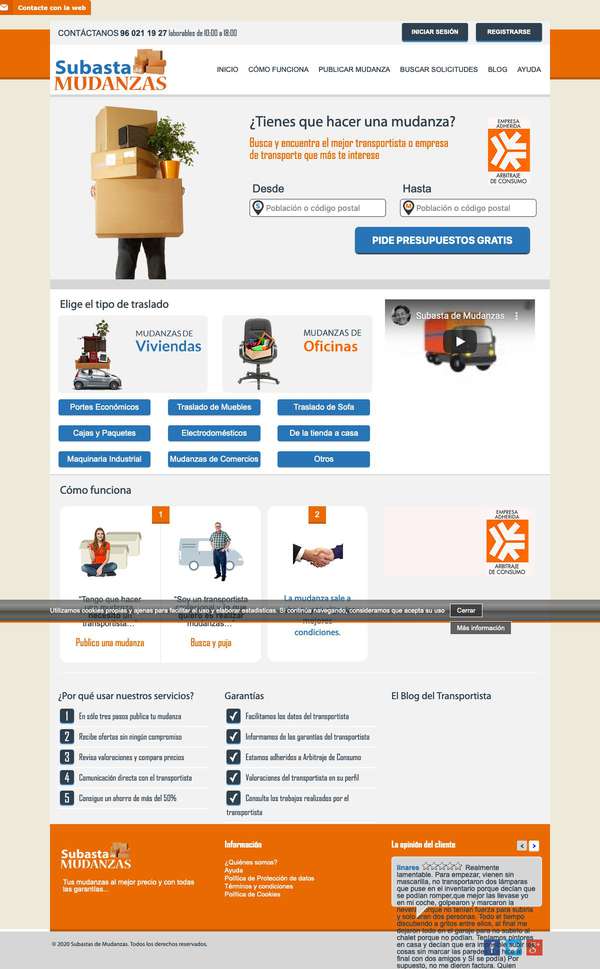 Contacte con la web
CONTÁCTANOS 96 021 19 27 laborables de 10:00 a 18:00
INICIAR SESIÓN
REGISTRARSE
Subasta
MUDANZAS
INICIO CÓMO FUNCIONA PUBLICAR MUDANZA BUSCAR SOLICITUDES BLOG AYUDA
¿Tienes que hacer una mudanza?
Busca y encuentra el mejor transportista o empresa
de transporte que más te interese
EMPRESA
ADHERIDA
ARBITRAJE
DE CONSUMO
Desde
Hasta
Población o código postal
Población o código postal
PIDE PRESUPUESTOS GRATIS
Elige el tipo de traslado
MUDANZAS DE
Viviendas
MUDANZAS DE
Oficinas
Subasta de Mudanzas
Portes Económicos
Traslado de Muebles
Traslado de Sofa
Cajas y Paquetes
Electrodomésticos
De la tienda a casa
Maquinaria Industrial
Mudanzas de Comercios
Otros
Cómo funciona
1
2
EMPRESA
ADHERIDA
ARBITRAJE
DE CONSUMO
"Tengo que hacer
una mudanza
necesito un
transporista...
Publico una mudanza
"Soy un transportista
quiero es realizar
mudanzas...
Busca y puja
La mudanza sale a
mejores
condiciones.
Utilizamos cookies propias y ajenas para facilitar el uso y elaborar estadísticas. Si continúa navegando, consideramos que acepta su uso
Cerrar
Más información
¿Por qué usar nuestros servicios?
1 En sólo tres pasos publica tu mudanza
2 Recibe ofertas sin ningún compromiso
3 Revisa valoraciones y compara precios
4 Comunicación directa con el transportista
5 Consigue un ahorro de más del 50%
Garantías
Facilitamos los datos del transportista
Informamos de las garantías del transportista
Estamos adheridos a Arbitraje de Consumo
Valoraciones del transportista en su perfil
Consulta los trabajos realizados por el
transportista
El Blog del Transportista
Subasta
MUDANZAS
Tus mudanzas al mejor precio y con todas
las garantías...
Información
¿Quiénes somos?
Ayuda
Política de Protección de datos
Términos y condiciones
Política de Cookies
La opinión del cliente
< >
linares Realmente
lamentable. Para empezar, vienen sin
mascarilla, no transportaron dos lámparas
que puse en el inventario porque decían que
se podían romper,que mejor las llevase yo
en mi coche, golpearon y marcaron la
nevera porque no tenían fuerza para subirla
y solo eran dos personas. Todo el tiempo
discutiendo a gritos entre ellos, al final me
dejaron todo en el garaje para no subirlo al
chalet porque no podían. Teníamos pintores
en casa y decían que era imposible subir los
cosas sin marcar las paredes. (Lo hice al
final con dos amigos y SÍ se podía) Por
supuesto, no me dieron factura. Quien
© 2020 Subastas de Mudanzas. Todos los derechos reservados.